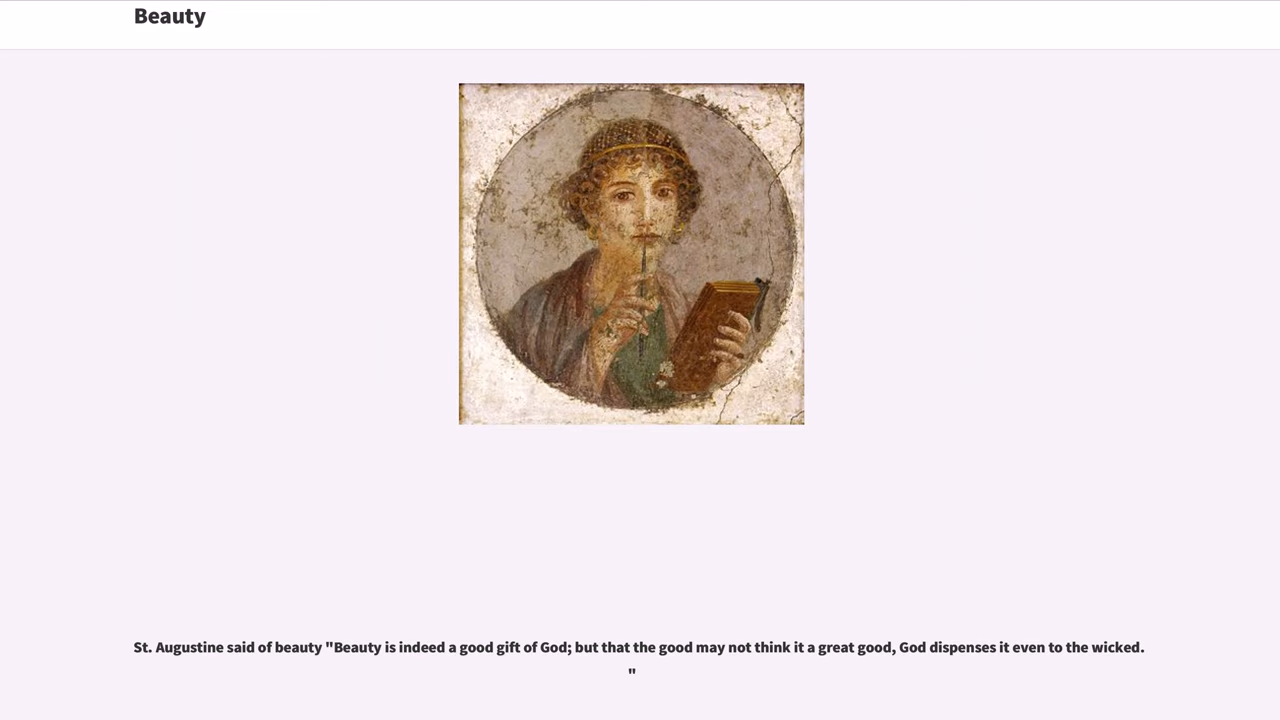 Beauty
St. Augustine said of beauty "Beauty is indeed a good gift of God; but that the good may not think it a great good, God dispenses it even to the wicked.
"